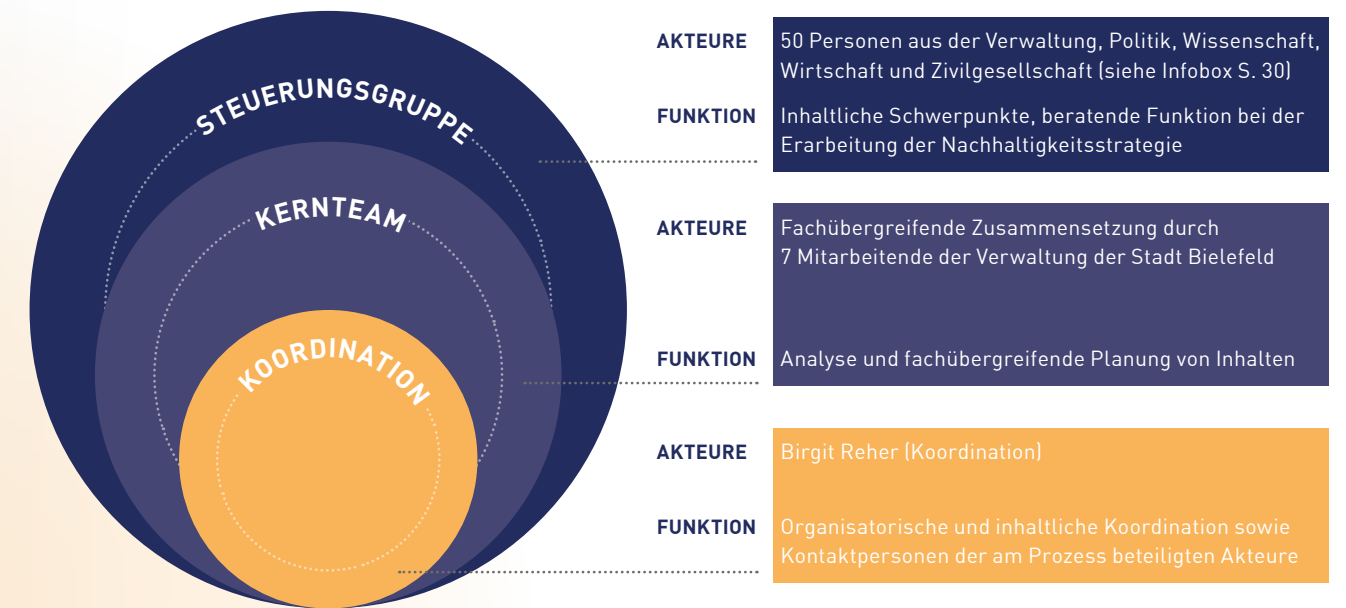 STEUERUNGSGRUPPE
KERNTEAM
KOORDINATION
AKTEURE
50 Personen aus der Verwaltung, Politik, Wissenschaft,
Wirtschaft und Zivilgesellschaft (siehe Infobox S. 30)
FUNKTION
Inhaltliche Schwerpunkte, beratende Funktion bei der
Erarbeitung der Nachhaltigkeitsstrategie
AKTEURE
Fachübergreifende Zusammensetzung durch
7 Mitarbeitende der Verwaltung der Stadt Bielefeld
FUNKTION
Analyse und fachübergreifende Planung von Inhalten
AKTEURE
Birgit Reher (Koordination)
FUNKTION
Organisatorische und inhaltliche Koordination sowie
Kontaktpersonen der am Prozess beteiligten Akteure